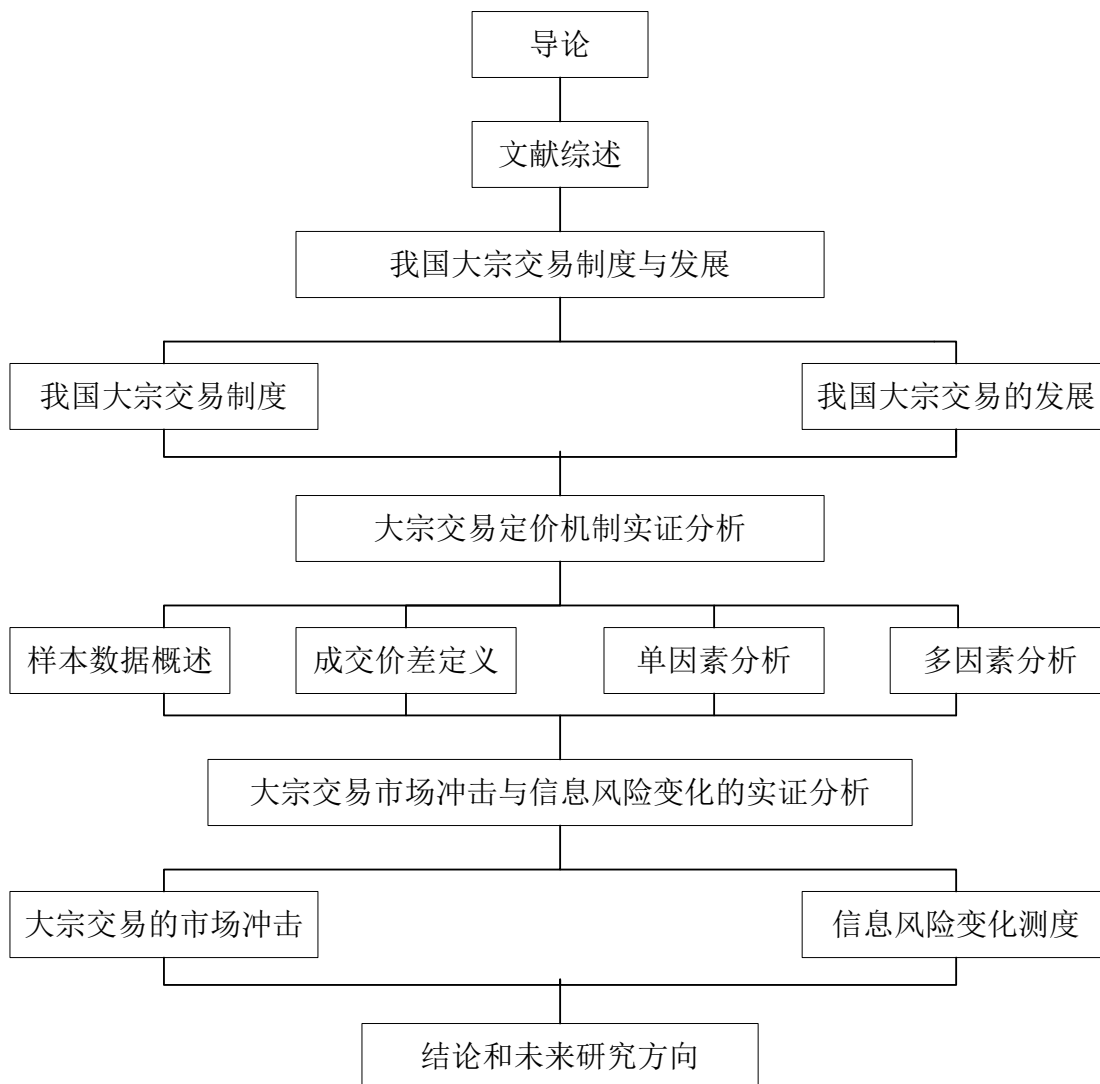 导论
文献综述
我国大宗交易制度与发展
我国大宗交易制度
我国大宗交易的发展
大宗交易定价机制实证分析
样本数据概述
成交价差定义
单因素分析
多因素分析
大宗交易市场冲击与信息风险变化的实证分析
大宗交易的市场冲击
信息风险变化测度
结论和未来研究方向